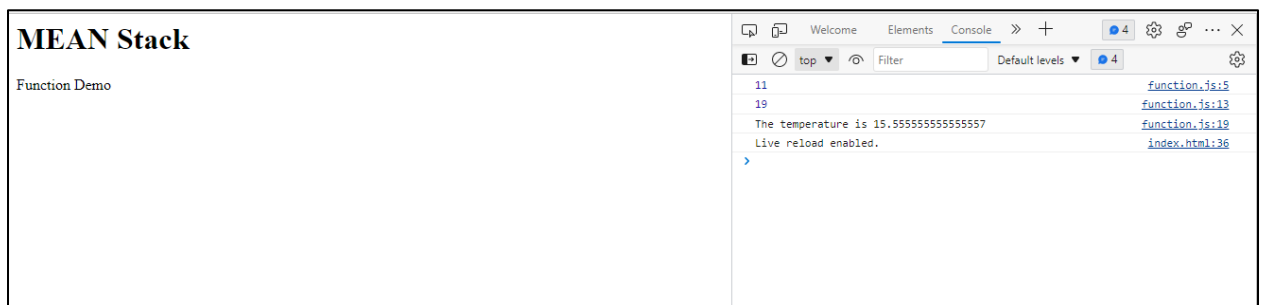 MEAN Stack
Function Demo
Welcome Elements Console » + 4 ... ×
top ▼ Filter Default levels ▼ 4
11 function.js:5
19 function.js:13
The temperature is 15.555555555555557 function.js:19
Live reload enabled. index.html:36
>